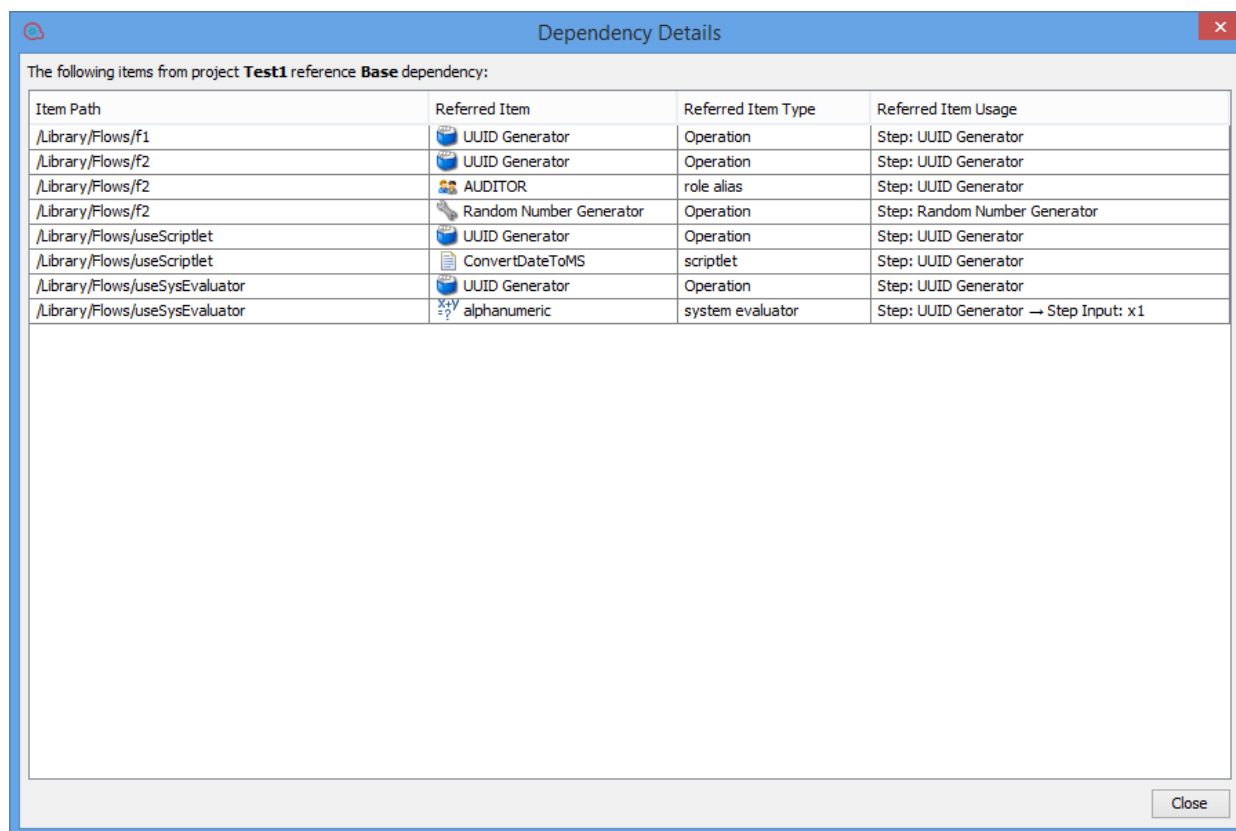 Dependency Details
The following items from project Test1 reference Base dependency:
Item Path Referred Item Referred Item Type Referred Item Usage
/Library/Flows/f1 UUID Generator Operation Step: UUID Generator
/Library/Flows/f2 UUID Generator Operation Step: UUID Generator
/Library/Flows/f2 AUDITOR role alias Step: UUID Generator
/Library/Flows/f2 Random Number Generator Operation Step: Random Number Generator
/Library/Flows/useScriptlet UUID Generator Operation Step: UUID Generator
/Library/Flows/useScriptlet ConvertDateToMS scriptlet Step: UUID Generator
/Library/Flows/useSysEvaluator UUID Generator Operation Step: UUID Generator
/Library/Flows/useSysEvaluator x+y=? alphanumeric system evaluator Step: UUID Generator → Step Input: x1
Close